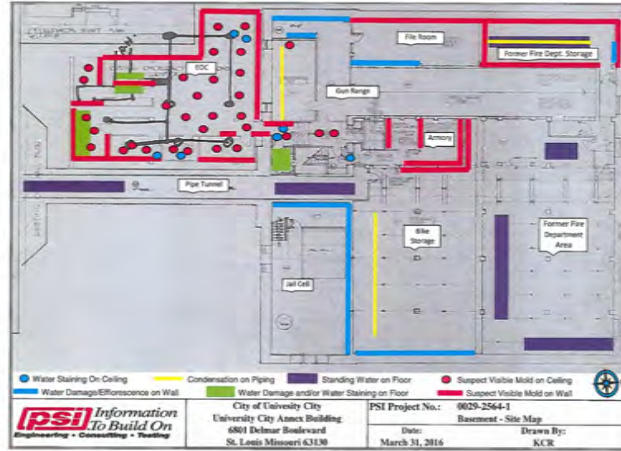 EOC
File Room
Former Fire Dept. Storage
Gun Range
Armory
Pipe Tunnel
Bike
Storage
Former Fire
Department
Area
Jail Cell
Water Staining On Ceiling
Condensation on Piping
Standing Water on Floor
Suspect Visible Mold on Ceiling
Water Damage/Efflorescence on Wall
Water Damage and/or Water Staining on Floor
Suspect Visible Mold on Wall
psi Information
To Build On
Engineering • Consulting • Testing
City of Univesity City
University City Annex Building
6801 Delmar Boulevard
St. Louis Missouri 63130
PSI Project No.: 0029-2564-1
Basement - Site Map
Date:
March 31, 2016
Drawn By:
KCR